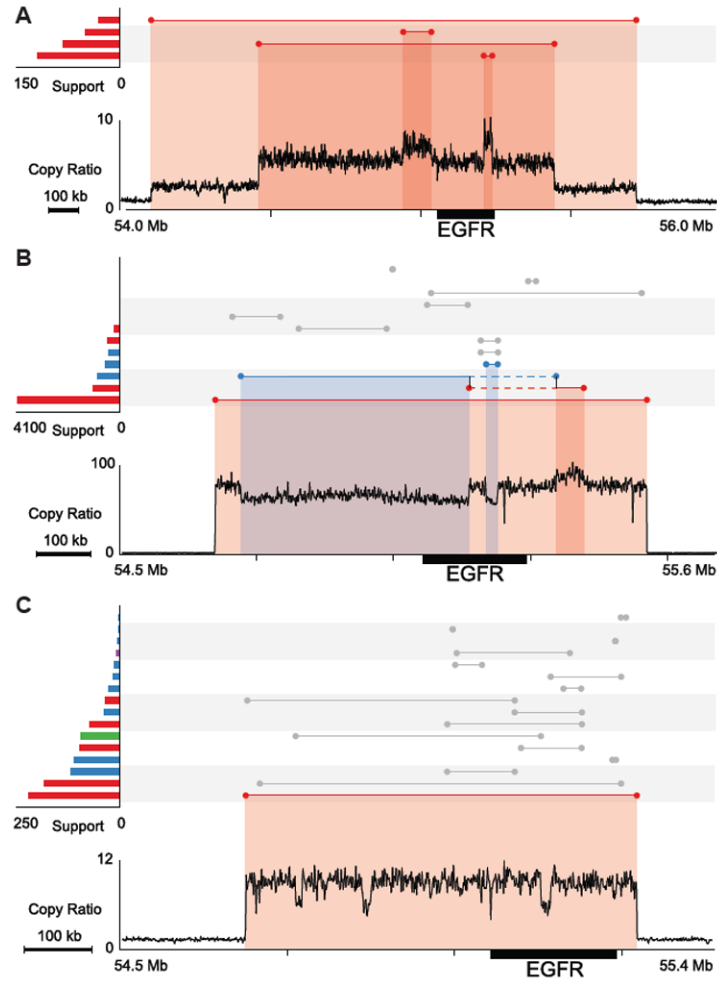 A
150 Support 0
10
Copy Ratio
100 kb
0
54.0 Mb
EGFR
56.0 Mb
B
4100 Support 0
100
Copy Ratio
100 kb
0
54.5 Mb
EGFR
55.6 Mb
C
250 Support 0
12
Copy Ratio
100 kb
0
54.5 Mb
EGFR
55.4 Mb